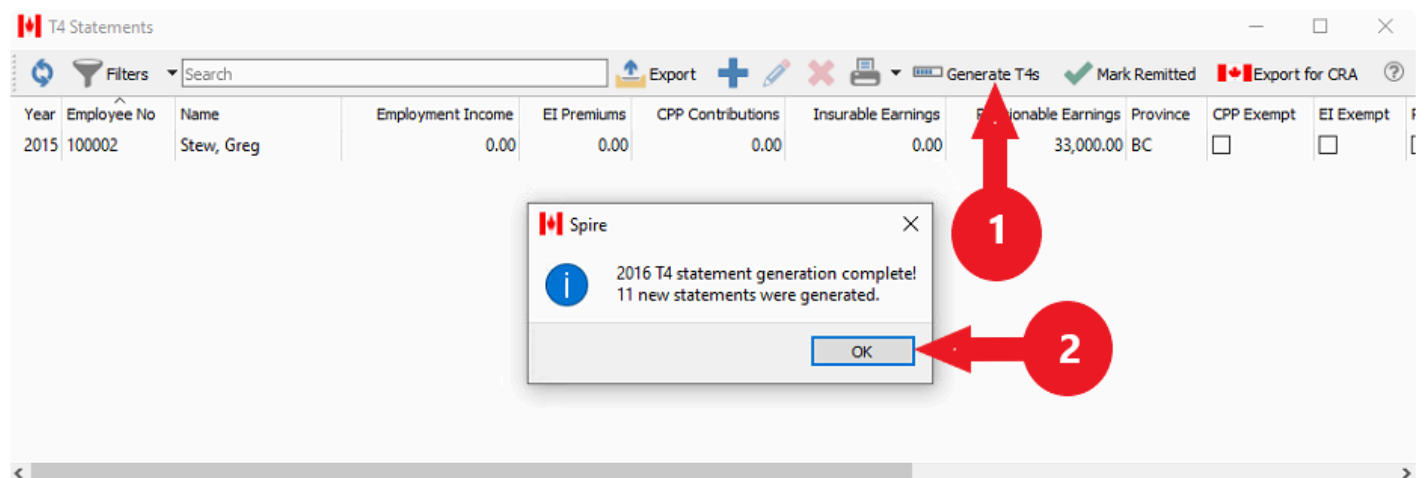 T4 Statements
Filters Search Export Generate T4s Mark Remitted Export for CRA ?
Year Employee No Name Employment Income EI Premiums CPP Contributions Insurable Earnings Earnings Province CPP Exempt EI Exempt
2015 100002 Stew, Greg 0.00 0.00 0.00 0.00 33,000.00 BC
1
Spire
2016 T4 statement generation complete!
11 new statements were generated.
OK
2